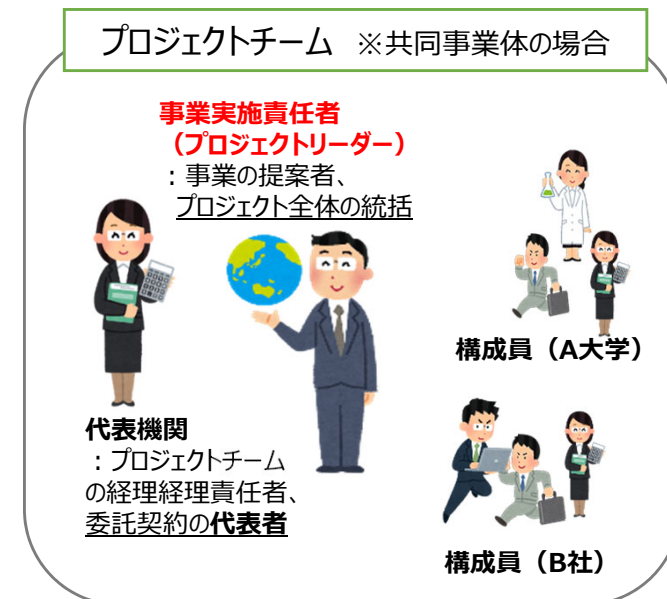 プロジェクトチーム ※共同事業体の場合
事業実施責任者
（プロジェクトリーダー）
：事業の提案者、
プロジェクト全体の統括
構成員（A大学）
代表機関
：プロジェクトチーム
の経理経理責任者、
委託契約の代表者
構成員（B社）